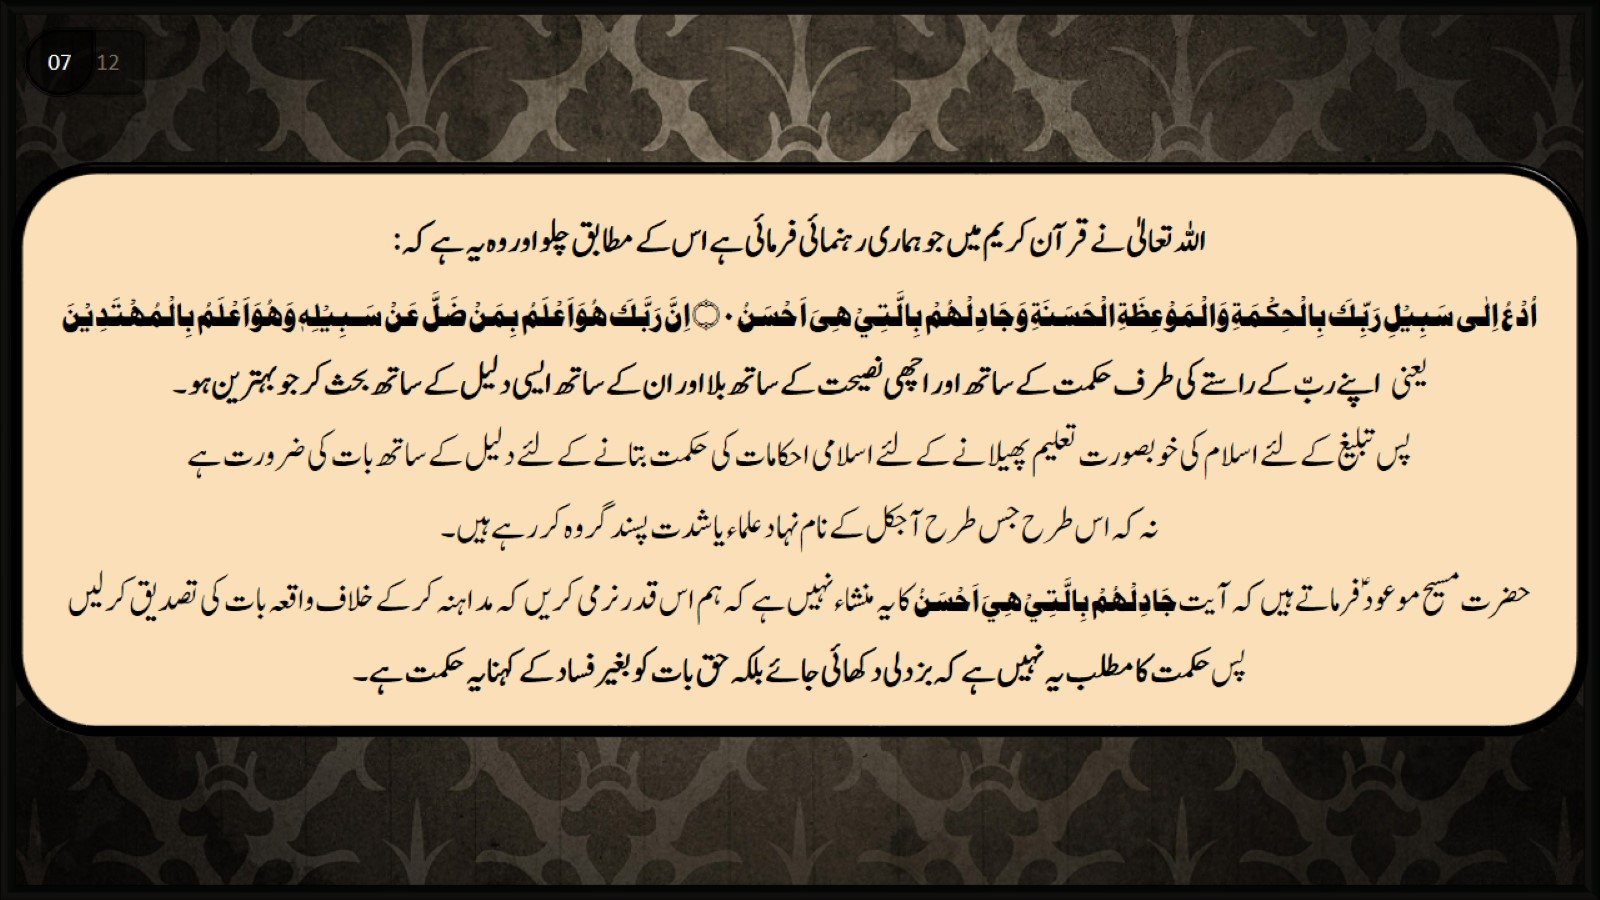 07 12
اللہ تعالیٰ نے قرآن کریم میں جو ہماری رہنمائی فرمائی ہے اس کے مطابق چلو اور وہ یہ ہے کہ:
اُدْعُ اِلٰى سَبِيْلِ رَبِّكَ بِالْحِكْمَةِ وَالْمَوْعِظَةِ الْحَسَنَةِ وَجَادِلْهُمْ بِالَّتِيْ هِىَ اَحْسَنُ۰۝ اِنَّ رَبَّكَ هُوَاَعْلَمُ بِمَنْ ضَلَّ عَنْ سَبِيْلِهٖ وَهُوَاَعْلَمُ بِالْمُهْتَدِيْنَ
یعنی اپنے ربّ کے راستے کی طرف حکمت کے ساتھ اور اچھی نصیحت کے ساتھ بلا اور ان کے ساتھ ایسی دلیل کے ساتھ بحث کر جو بہترین ہو۔
پس تبلیغ کے لئے اسلام کی خوبصورت تعلیم پھیلانے کے لئے اسلامی احکامات کی حکمت بتانے کے لئے دلیل کے ساتھ بات کی ضرورت ہے
نہ کہ اس طرح جس طرح آجکل کے نام نہاد علماء یا شدت پسند گروہ کر رہے ہیں۔
حضرت مسیح موعودؑ فرماتے ہیں کہ آیت جَادِلْهُمْ بِالَّتِيْ هِيَ اَحْسَنُ کا یہ منشاء نہیں ہے کہ ہم اس قدر نرمی کریں کہ مداہنہ کر کے خلاف واقعہ بات کی تصدیق کر لیں
پس حکمت کا مطلب یہ نہیں ہے کہ بزدلی دکھائی جائے بلکہ حق بات کو بغیر فساد کے کہنا یہ حکمت ہے۔